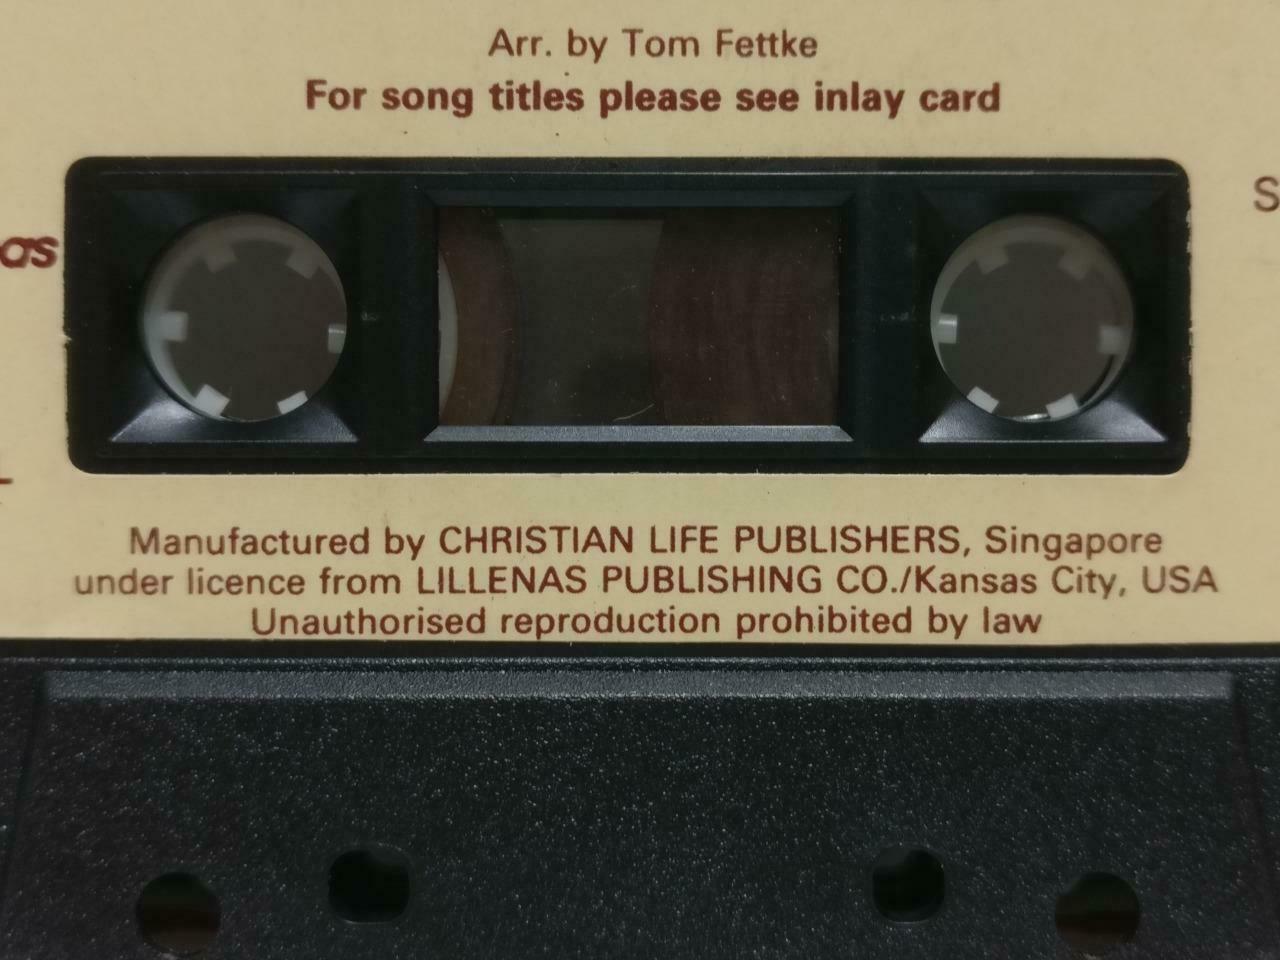 Arr. by Tom Fettke
For song titles please see inlay card
Manufactured by CHRISTIAN LIFE PUBLISHERS, Singapore
under licence from LILLENAS PUBLISHING CO./Kansas City, USA
Unauthorised reproduction prohibited by law